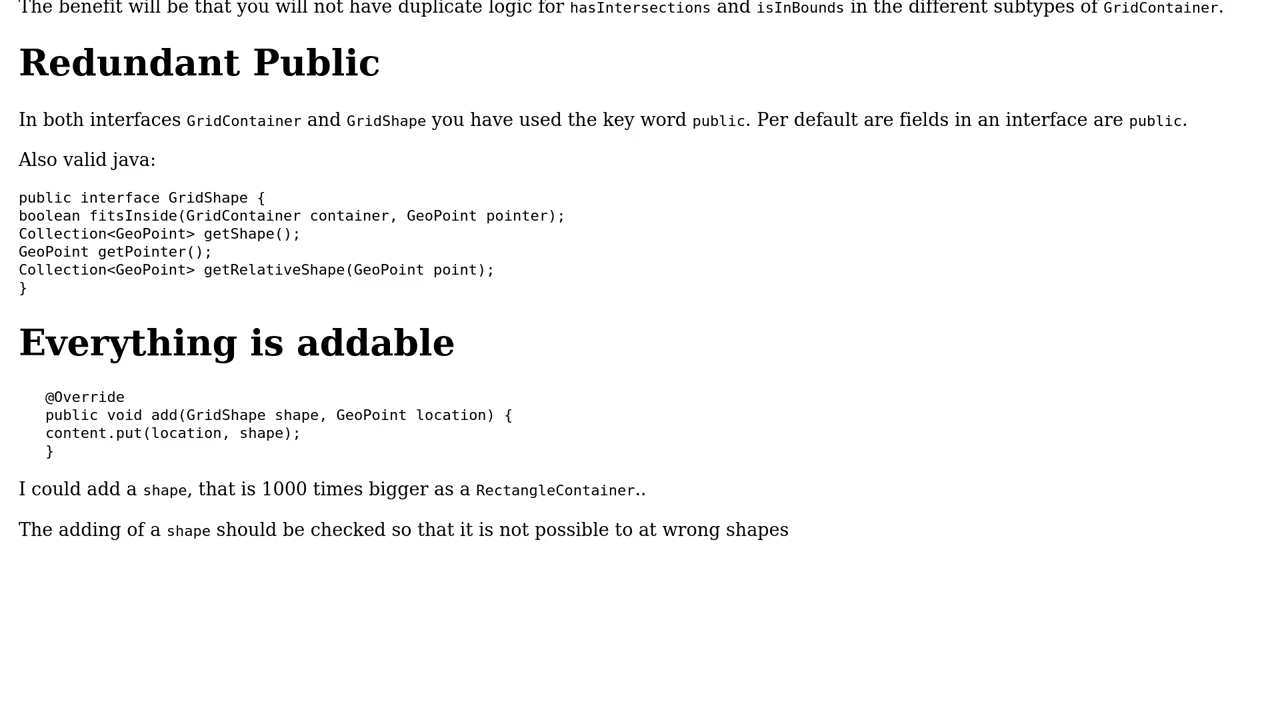 The benefit will be that you will not have duplicate logic for hasIntersections and isInBounds in the different subtypes of GridContainer.
Redundant Public
In both interfaces GridContainer and GridShape you have used the key word public. Per default are fields in an interface are public.
Also valid java:
public interface GridShape {
boolean fitsInside(GridContainer container, GeoPoint pointer);
Collection<GeoPoint> getShape();
GeoPoint getPointer();
Collection<GeoPoint> getRelativeShape(GeoPoint point);
}
Everything is addable
@Override
public void add(GridShape shape, GeoPoint location) {
content.put(location, shape);
}
I could add a shape, that is 1000 times bigger as a RectangleContainer..
The adding of a shape should be checked so that it is not possible to at wrong shapes